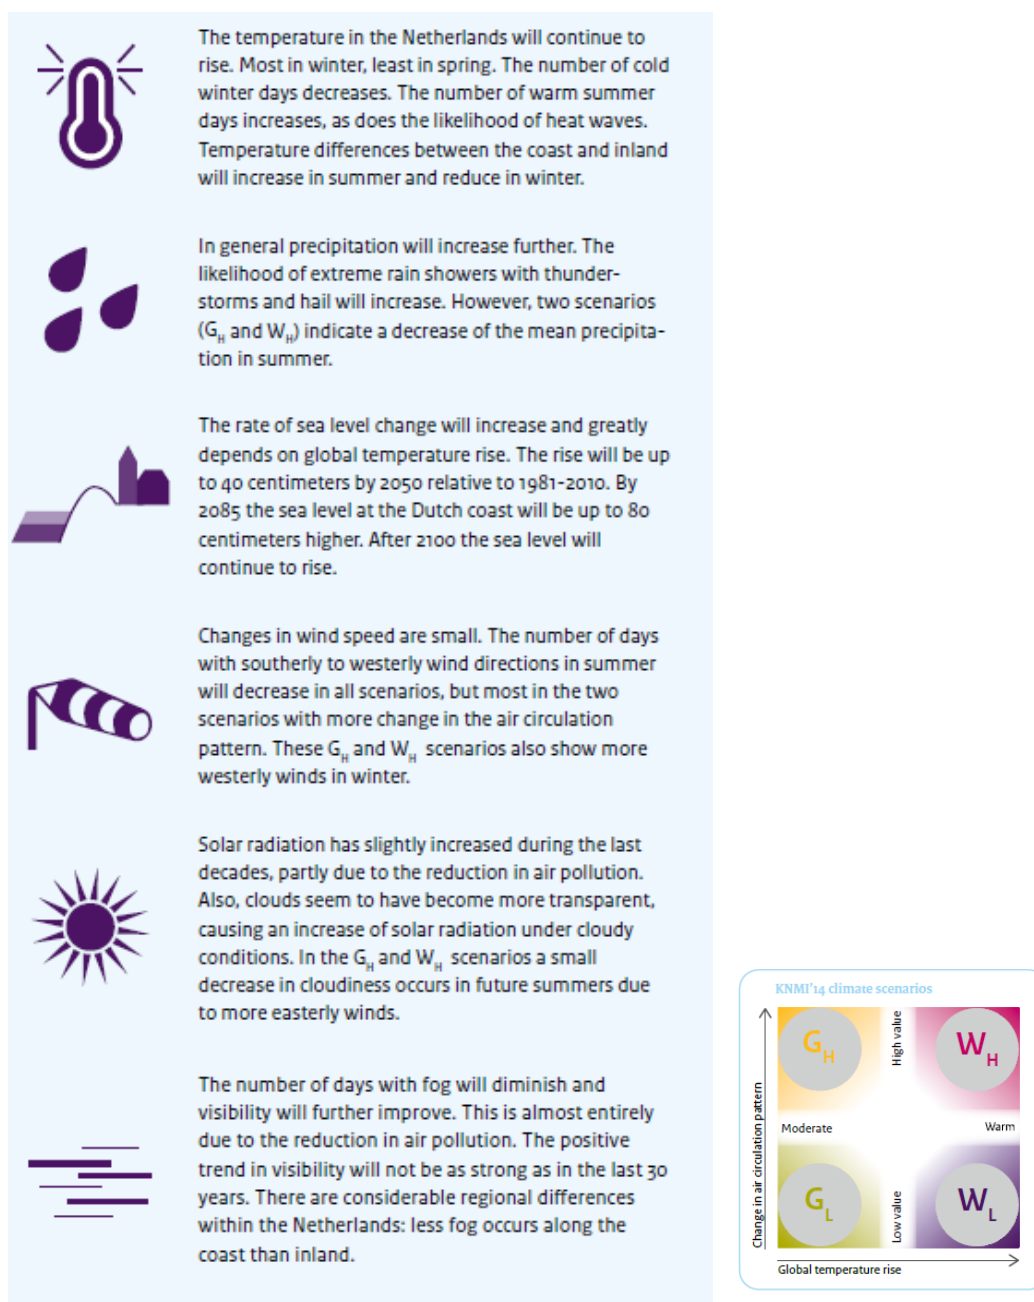 The temperature in the Netherlands will continue to
rise. Most in winter, least in spring. The number of cold
winter days decreases. The number of warm summer
days increases, as does the likelihood of heat waves.
Temperature differences between the coast and inland
will increase in summer and reduce in winter.
In general precipitation will increase further. The
likelihood of extreme rain showers with thunder-
storms and hail will increase. However, two scenarios
(GH and WH) indicate a decrease of the mean precipita-
tion in summer.
The rate of sea level change will increase and greatly
depends on global temperature rise. The rise will be up
to 40 centimeters by 2050 relative to 1981-2010. By
2085 the sea level at the Dutch coast will be up to 80
centimeters higher. After 2100 the sea level will
continue to rise.
Changes in wind speed are small. The number of days
with southerly to westerly wind directions in summer
will decrease in all scenarios, but most in the two
scenarios with more change in the air circulation
pattern. These GH and WH scenarios also show more
westerly winds in winter.
Solar radiation has slightly increased during the last
decades, partly due to the reduction in air pollution.
Also, clouds seem to have become more transparent,
causing an increase of solar radiation under cloudy
conditions. In the GH and WH scenarios a small
decrease in cloudiness occurs in future summers due
to more easterly winds.
The number of days with fog will diminish and
visibility will further improve. This is almost entirely
due to the reduction in air pollution. The positive
trend in visibility will not be as strong as in the last 30
years. There are considerable regional differences
within the Netherlands: less fog occurs along the
coast than inland.
KNMI'14 climate scenarios
Change in air circulation pattern
GH
High value
WH
Moderate
Warm
GL
Low value
WL
Global temperature rise